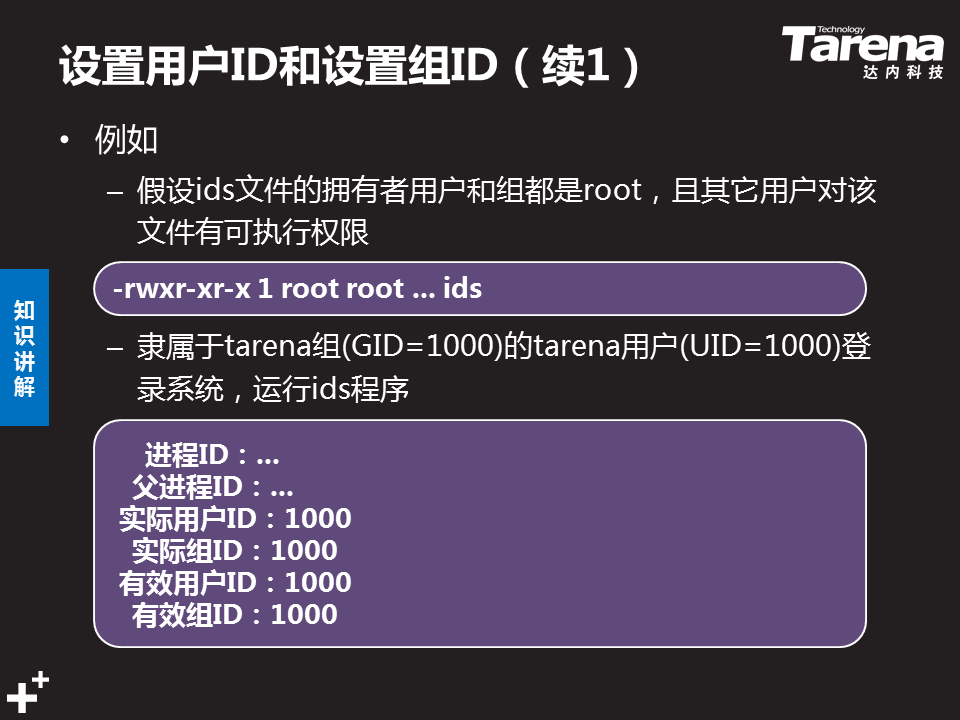 设置用户ID和设置组ID（续1）
Technology
Tarena
达内科技
• 例如
– 假设ids文件的拥有者用户和组都是root，且其它用户对该
文件有可执行权限
-rwxr-xr-x 1 root root ... ids
知识讲解
– 隶属于tarena组(GID=1000)的tarena用户(UID=1000)登
录系统，运行ids程序
进程ID：...
父进程ID：...
实际用户ID：1000
实际组ID：1000
有效用户ID：1000
有效组ID：1000